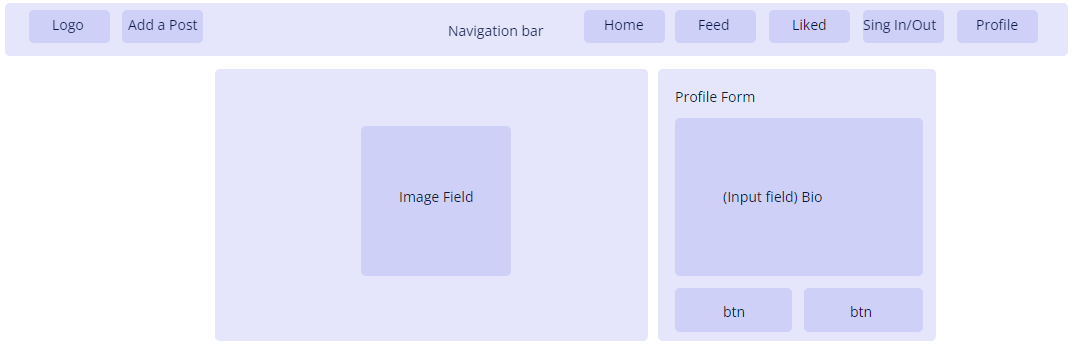 Logo
Add a Post
Navigation bar
Home
Feed
Liked
Sing In/Out
Profile
Image Field
Profile Form
(Input field) Bio
btn
btn